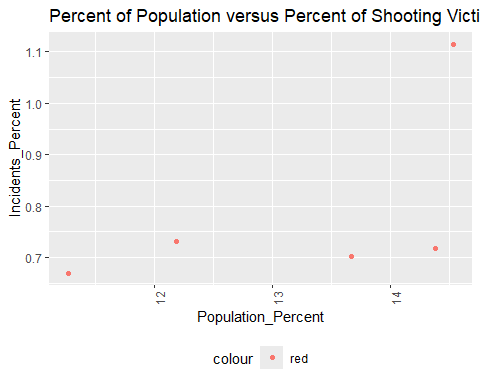 Percent of Population versus Percent of Shooting Victi
1.1
1.0
0.9
0.8
0.7
Incidents_Percent
12
13
14
Population_Percent
colour
red